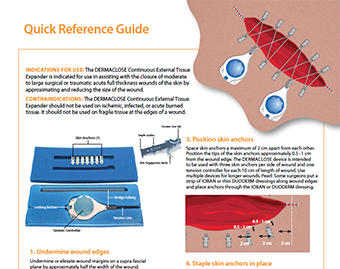 Quick Reference Guide
INDICATIONS FOR USE: The DERMACLOSE Continuous External Tissue
Expander is indicated for use in assisting with the closure of moderate
to large surgical or traumatic acute full thickness wounds of the skin by
approximating and reducing the size of the wound.
CONTRAINDICATIONS: The DERMACLOSE Continuous External Tissue
Expander should not be used on ischemic, infected, or acute burned
tissue. It should not be used on fragile tissue at the edges of a wound.
Skin Anchors
Tension Line
Locking Button
Tension Controller
1. Undermine wound edges
Undermine or elevate wound margins on a supra-fascial
plane by approximately half the width of the wound.
3. Position skin anchors
Space skin anchors a maximum of 2 cm apart from each other.
Position the tips of the skin anchors approximately 0.5 -1 cm
from the wound edge. The DERMACLOSE device is intended
to be used with three skin anchors per side of wound and one
tension controller for each 10 cm of length of wound. Use
multiple devices for longer wounds. Pearl: Some surgeons put a
strip of IOBAN or thin DUODERM dressings along wound edges
and place anchors through the IOBAN or DUODERM dressing.
0.5 - 1 cm
0.5 - 1 cm
2 cm
2 cm
2 cm
4. Staple skin anchors in place